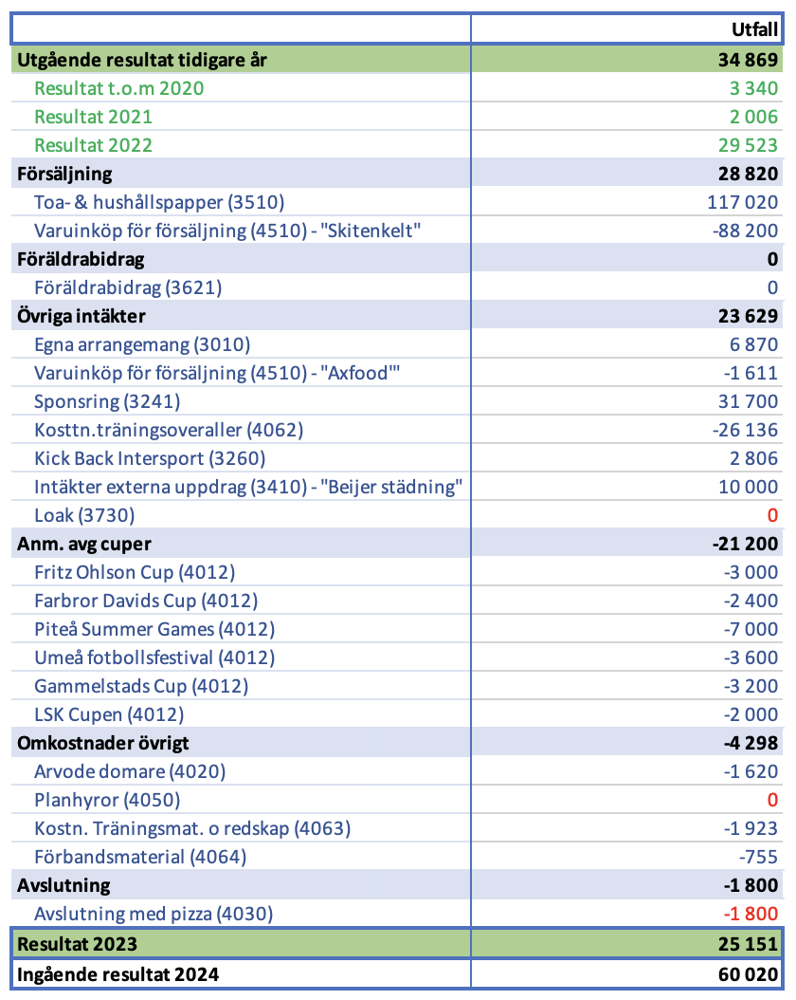 Utfall
Utgående resultat tidigare år 34 869
Resultat t.o.m 2020 3 340
Resultat 2021 2 006
Resultat 2022 29 523
Försäljning 28 820
Toa- & hushållspapper (3510) 117 020
Varuinköp för försäljning (4510) - "Skitenkelt" -88 200
Föräldrabidrag 0
Föräldrabidrag (3621) 0
Övriga intäkter 23 629
Egna arrangemang (3010) 6 870
Varuinköp för försäljning (4510) - "Axfood'" -1 611
Sponsring (3241) 31 700
Kosttn.träningsoveraller (4062) -26 136
Kick Back Intersport (3260) 2 806
Intäkter externa uppdrag (3410) - "Beijer städning" 10 000
Loak (3730) 0
Anm. avg cuper -21 200
Fritz Ohlson Cup (4012) -3 000
Farbror Davids Cup (4012) -2 400
Piteå Summer Games (4012) -7 000
Umeå fotbollsfestival (4012) -3 600
Gammelstads Cup (4012) -3 200
LSK Cupen (4012) -2 000
Omkostnader övrigt -4 298
Arvode domare (4020) -1 620
Planhyror (4050) 0
Kostn. Träningsmat. o redskap (4063) -1 923
Förbandsmaterial (4064) -755
Avslutning -1 800
Avslutning med pizza (4030) -1 800
Resultat 2023 25 151
Ingående resultat 2024 60 020